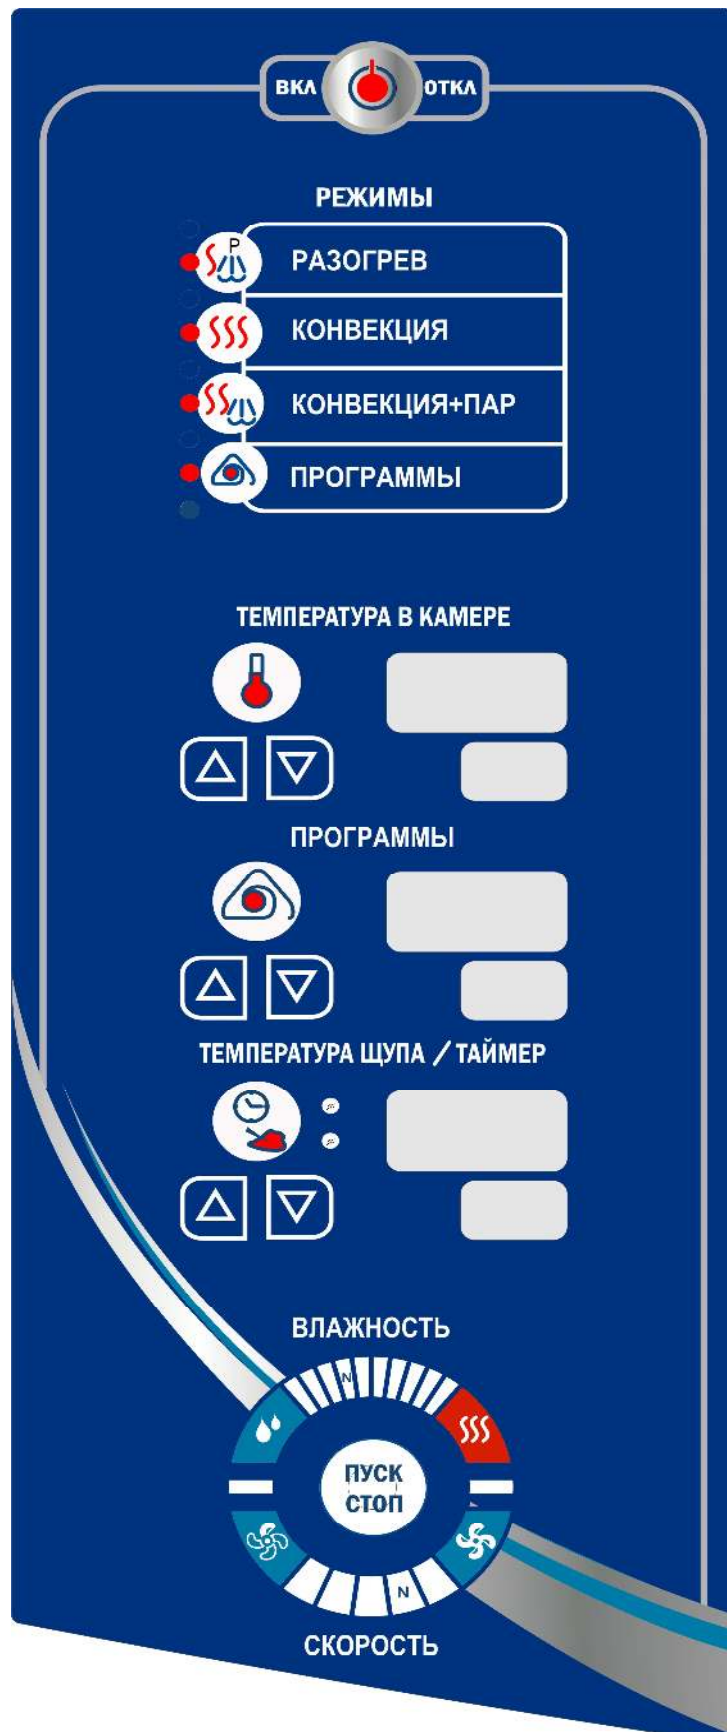 ВКЛ ОТКЛ
РЕЖИМЫ
P
РАЗОГРЕВ
КОНВЕКЦИЯ
КОНВЕКЦИЯ+ПАР
ПРОГРАММЫ
ТЕМПЕРАТУРА В КАМЕРЕ
ПРОГРАММЫ
ТЕМПЕРАТУРА ЩУПА / ТАЙМЕР
ВЛАЖНОСТЬ
N
ПУСК
СТОП
N
СКОРОСТЬ